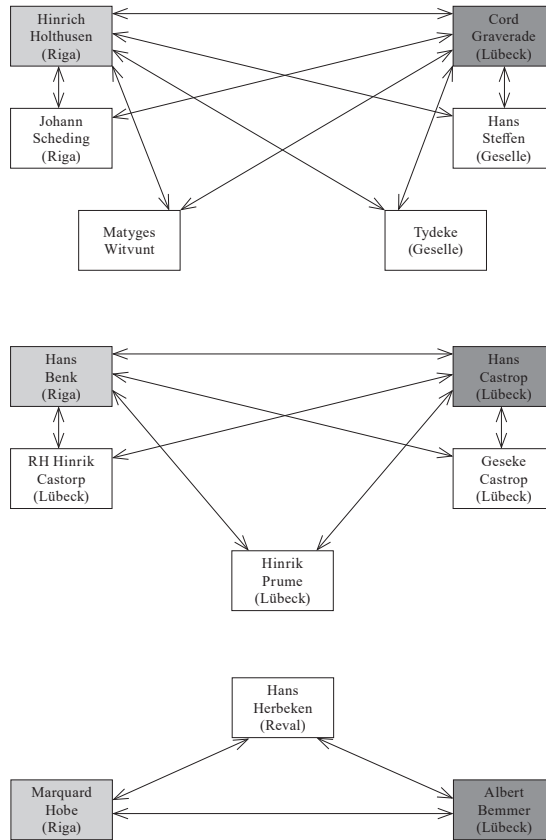 Hinrich
Holthusen
(Riga)
Cord
Graverade
(Lübeck)
Johann
Scheding
(Riga)
Hans
Steffen
(Geselle)
Matyges
Witvunt
Tydeke
(Geselle)
Hans
Benk
(Riga)
Hans
Castrop
(Lübeck)
RH Hinrik
Castorp
(Lübeck)
Geseke
Castrop
(Lübeck)
Hinrik
Prume
(Lübeck)
Hans
Herbeken
(Reval)
Marquard
Hobe
(Riga)
Albert
Bemmer
(Lübeck)